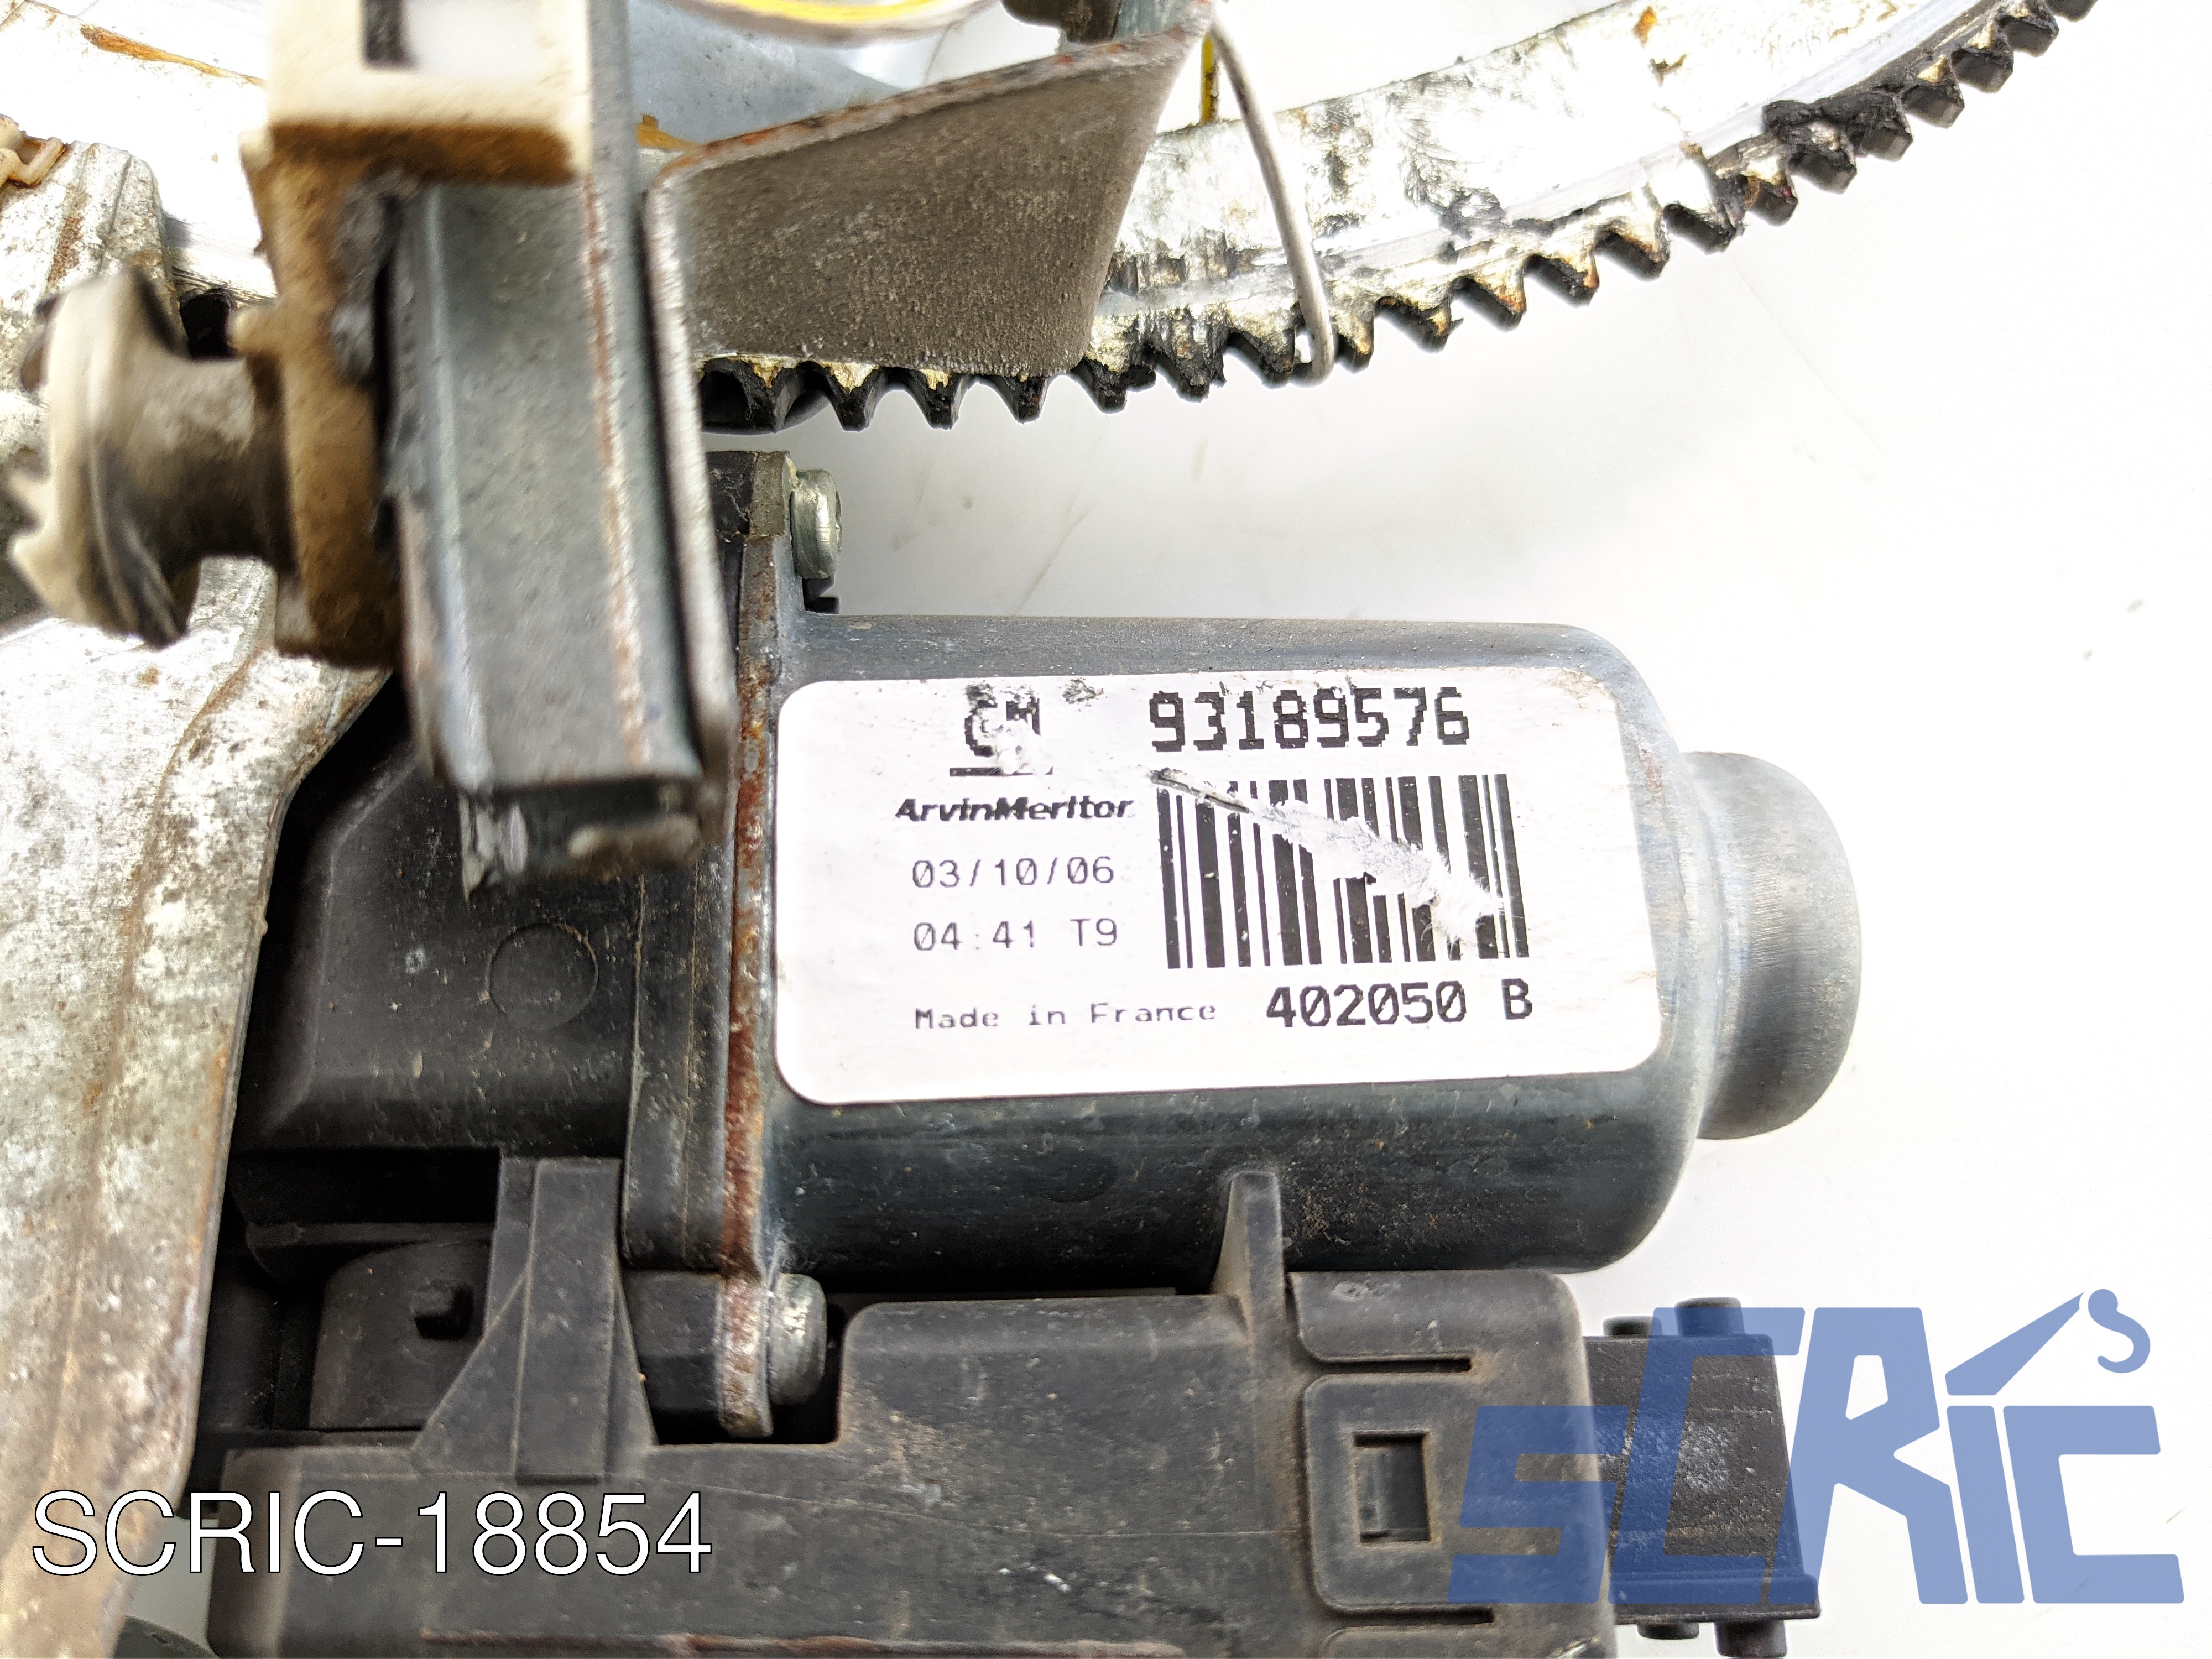 GM 93189576
ArvinMeritor
03/10/06
04:41 T9
Made in France 402050 B
SCRIC-18854
SCRIC